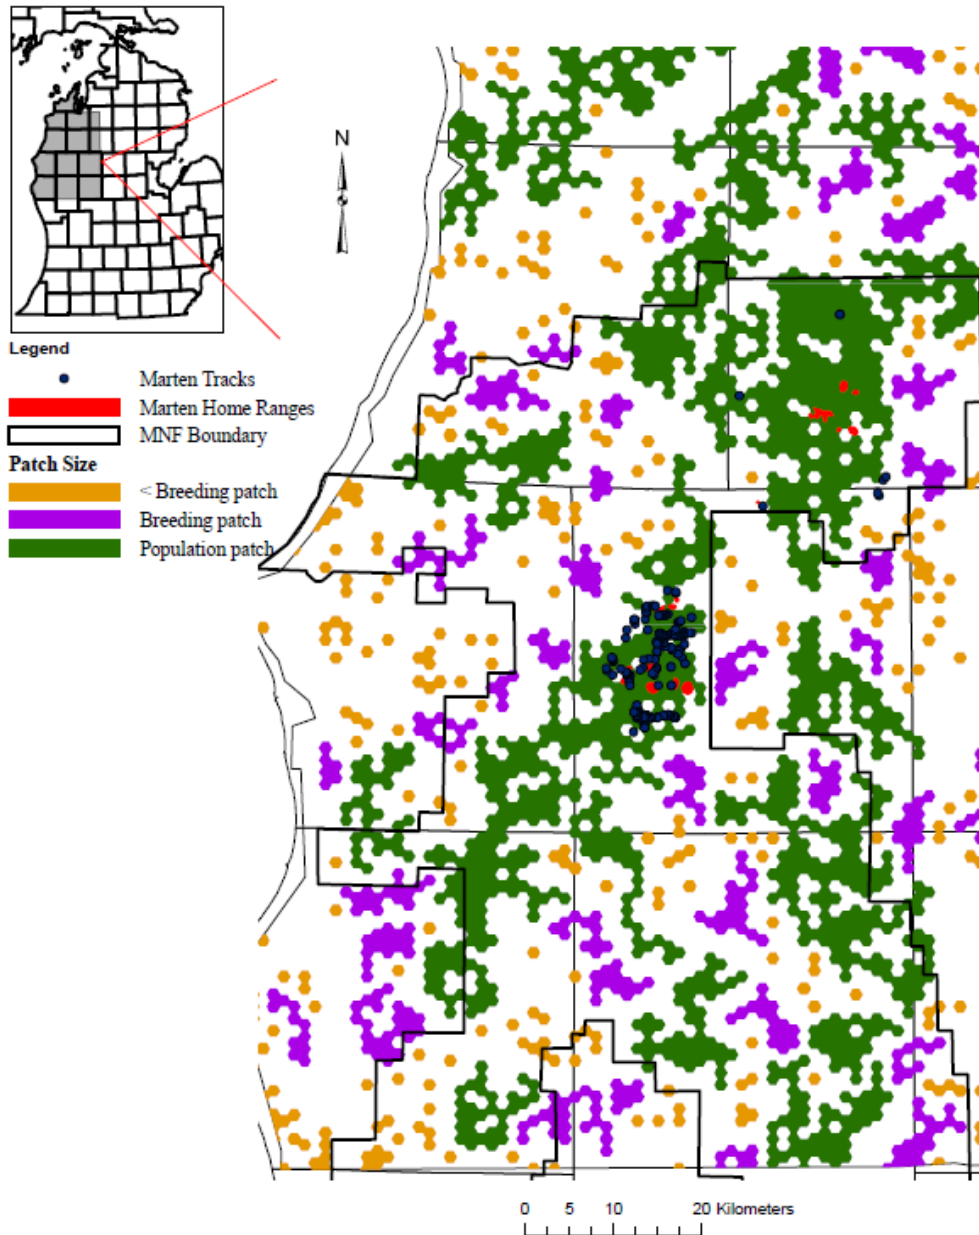 N
Legend
Marten Tracks
Marten Home Ranges
MNF Boundary
Patch Size
< Breeding patch
Breeding patch
Population patch
0 5 10 20 Kilometers